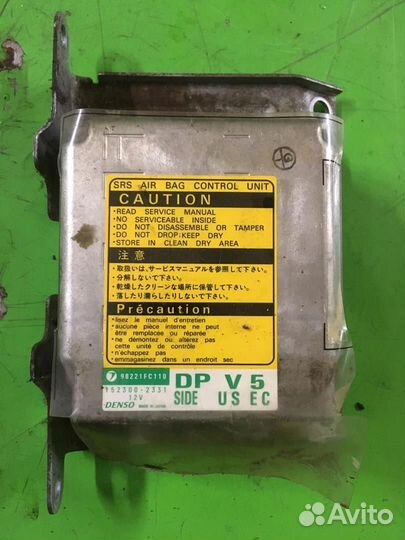 SRS AIR BAG CONTROL UNIT
CAUTION
•READ SERVICE MANUAL
•NO SERVICEABLE INSIDE
•DO NOT DISASSEMBLE OR TAMPER
•DO NOT DROP:KEEP DRY
•STORE IN CLEAN DRY AREA
注意
•取扱いは、サービスマニュアルを参照して下さい。
•分解しないで下さい。
•乾燥したクリーンな場所に保管して下さい。
•落したり濡らしたりしないで下さい。
Précaution
•lisez le manuel d'entretien
•aucune pièce interne ne peut
être remplacée ou réparée
•ne démontez ou altérez pas
cette unité de contrôle
•n'échappez pas
•emmagasinez dans un endroit sec
7 98221FC110
152300-2331
12V
DENSO MADE IN JAPAN
DP V5
SIDE US EC
Avito